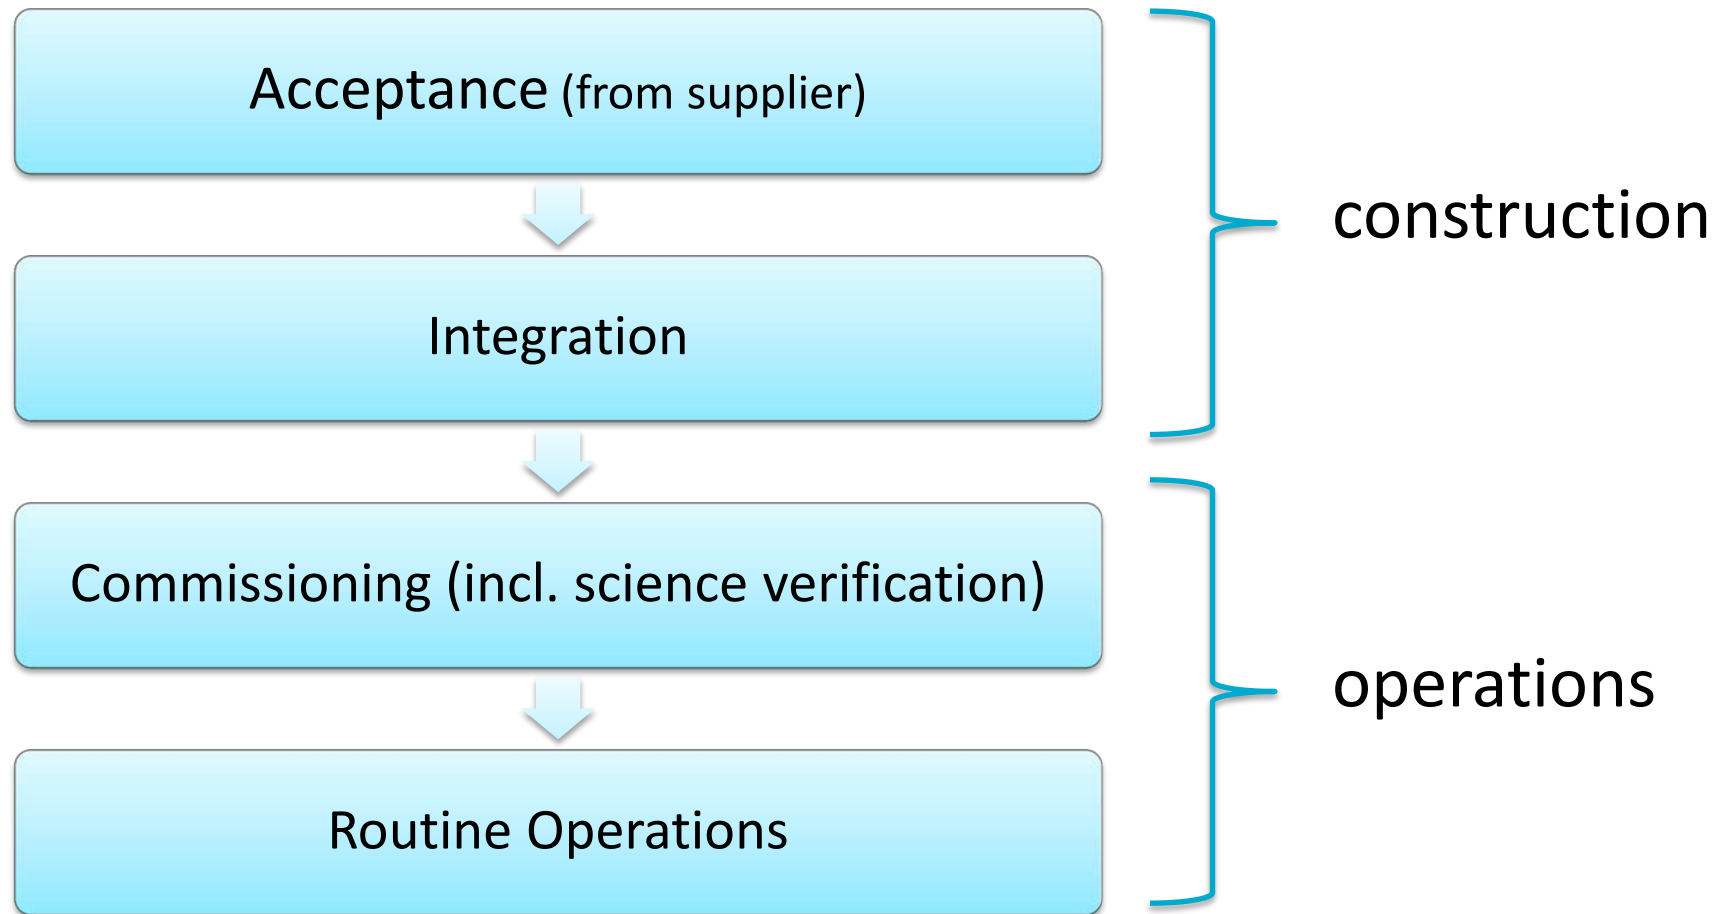 Acceptance (from supplier)
Integration
construction
Commissioning (incl. science verification)
Routine Operations
operations